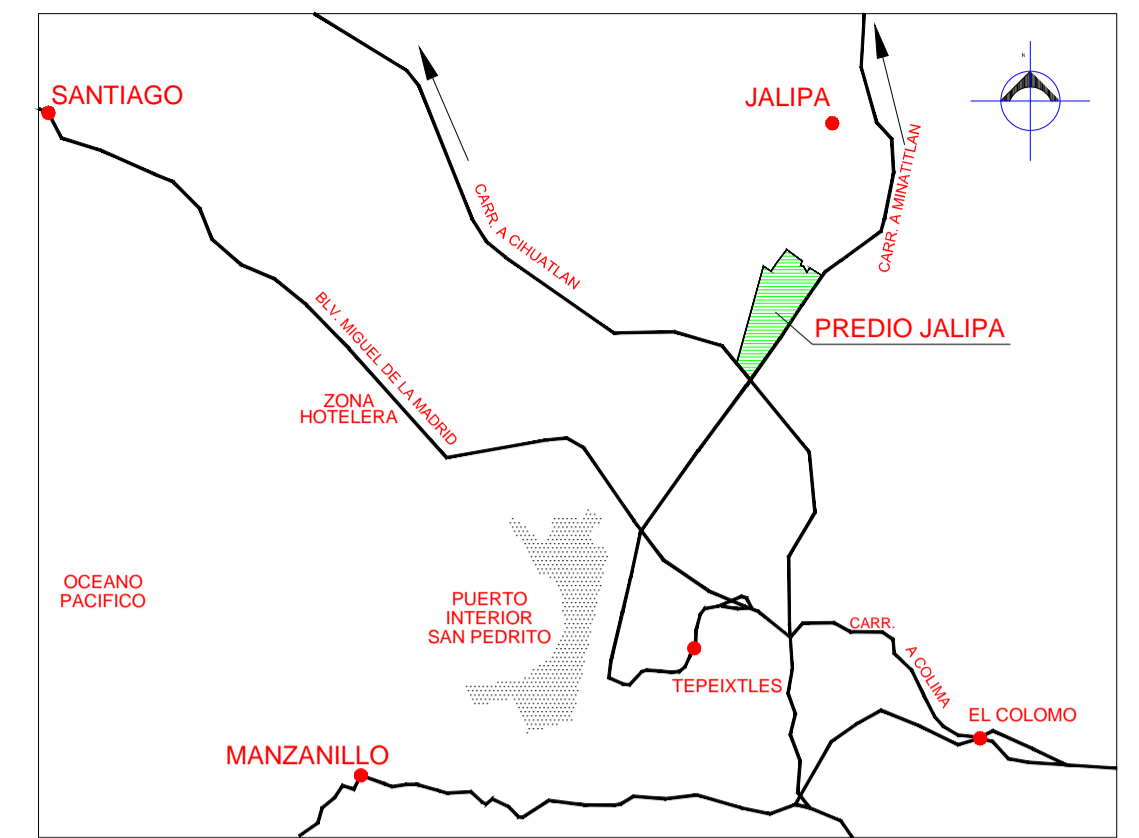 SANTIAGO
JALIPA
N
CARR. A CIHUATLAN
CARR. A MINATITLAN
PREDIO JALIPA
BLV. MIGUEL DE LA MADRID
ZONA
HOTELERA
OCEANO
PACIFICO
PUERTO
INTERIOR
SAN PEDRITO
CARR.
A COLIMA
TEPEIXTLES
EL COLOMO
MANZANILLO